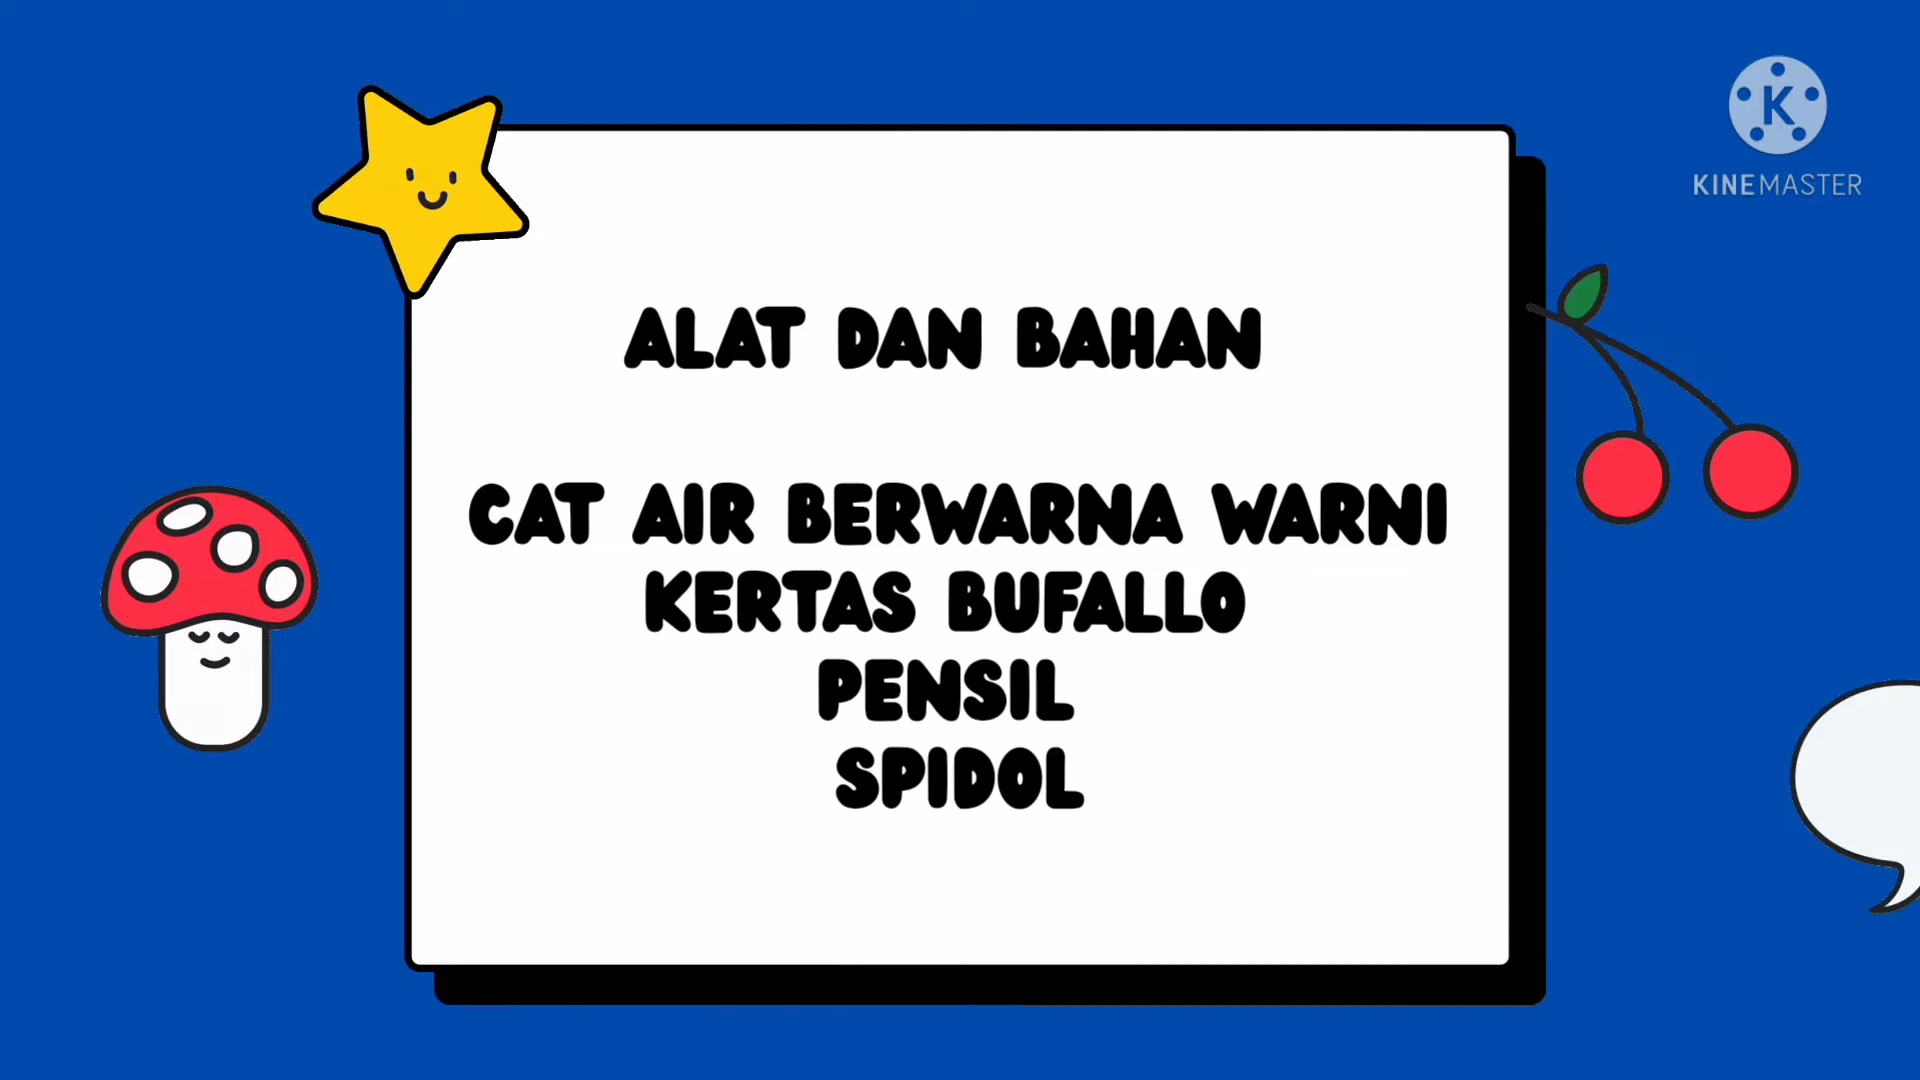 ALAT DAN BAHAN
CAT AIR BERWARNA WARNI
KERTAS BUFALLO
PENSIL
SPIDOL
K
KINEMASTER